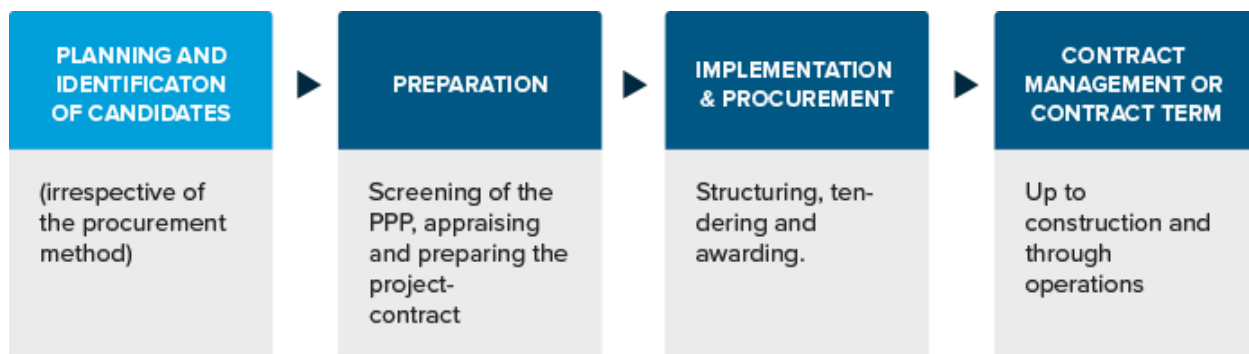 PLANNING AND
IDENTIFICATON
OF CANDIDATES
(irrespective of
the procurement
method)
PREPARATION
Screening of the
PPP, appraising
and preparing the
project-
contract
IMPLEMENTATION
& PROCUREMENT
Structuring, ten-
dering and
awarding.
CONTRACT
MANAGEMENT OR
CONTRACT TERM
Up to
construction and
through
operations